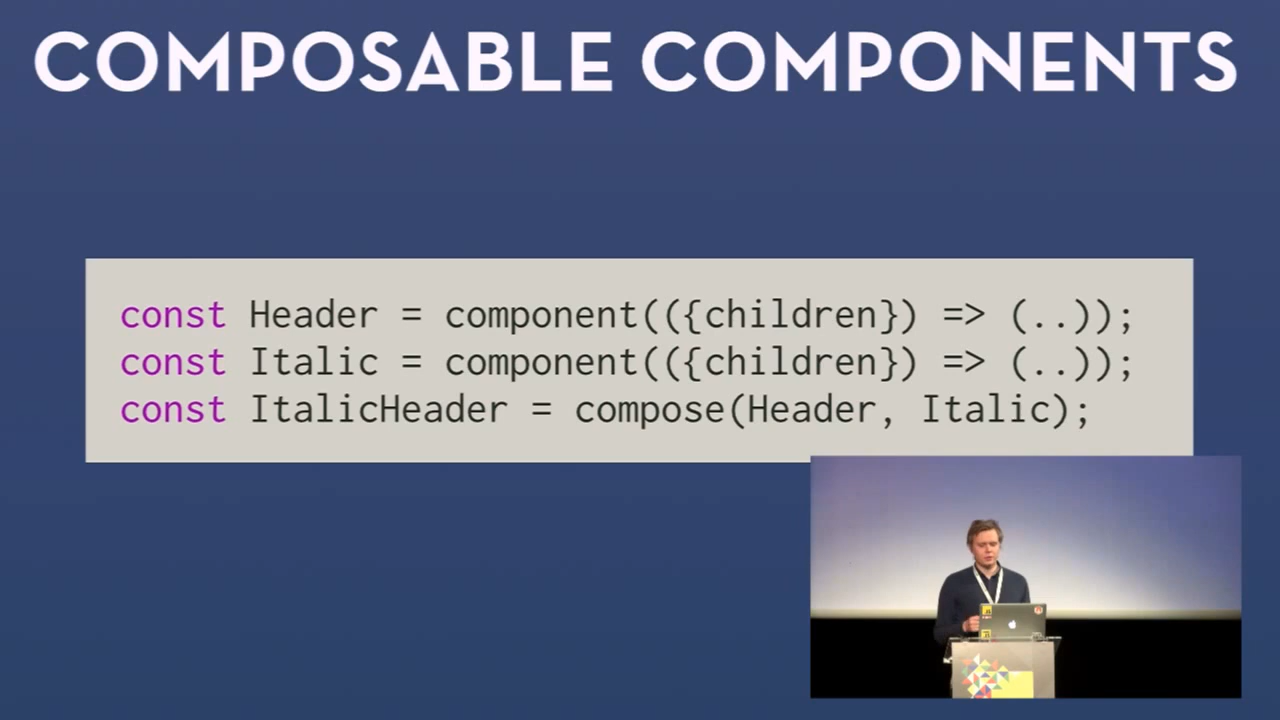 COMPOSABLE COMPONENTS
const Header = component(({children}) => (..));
const Italic = component(({children}) => (..));
const ItalicHeader = compose(Header, Italic);